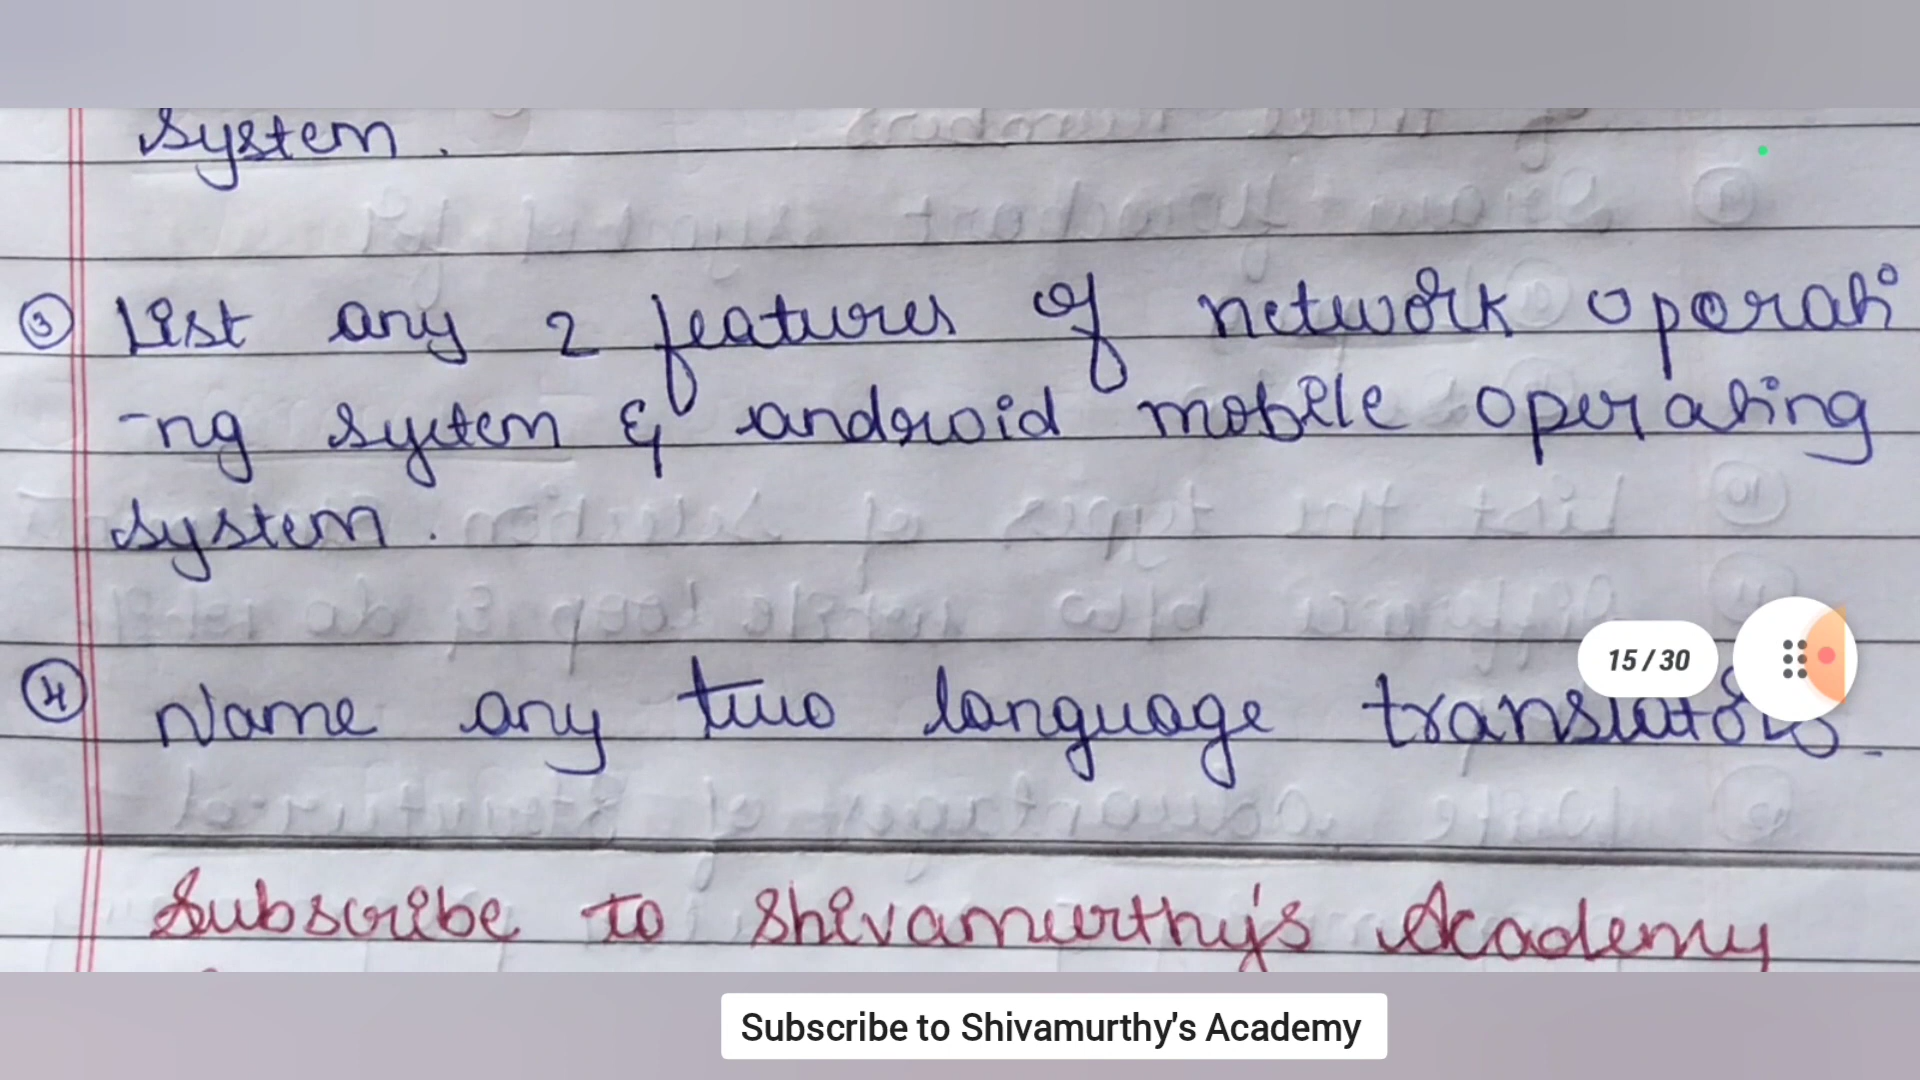 system.
③ List any 2 features of network operati
-ng system & android mobile operating
system.
④ Name any two language translators.
15/30
Subscribe to Shivamurthy's Academy
Subscribe to Shivamurthy's Academy